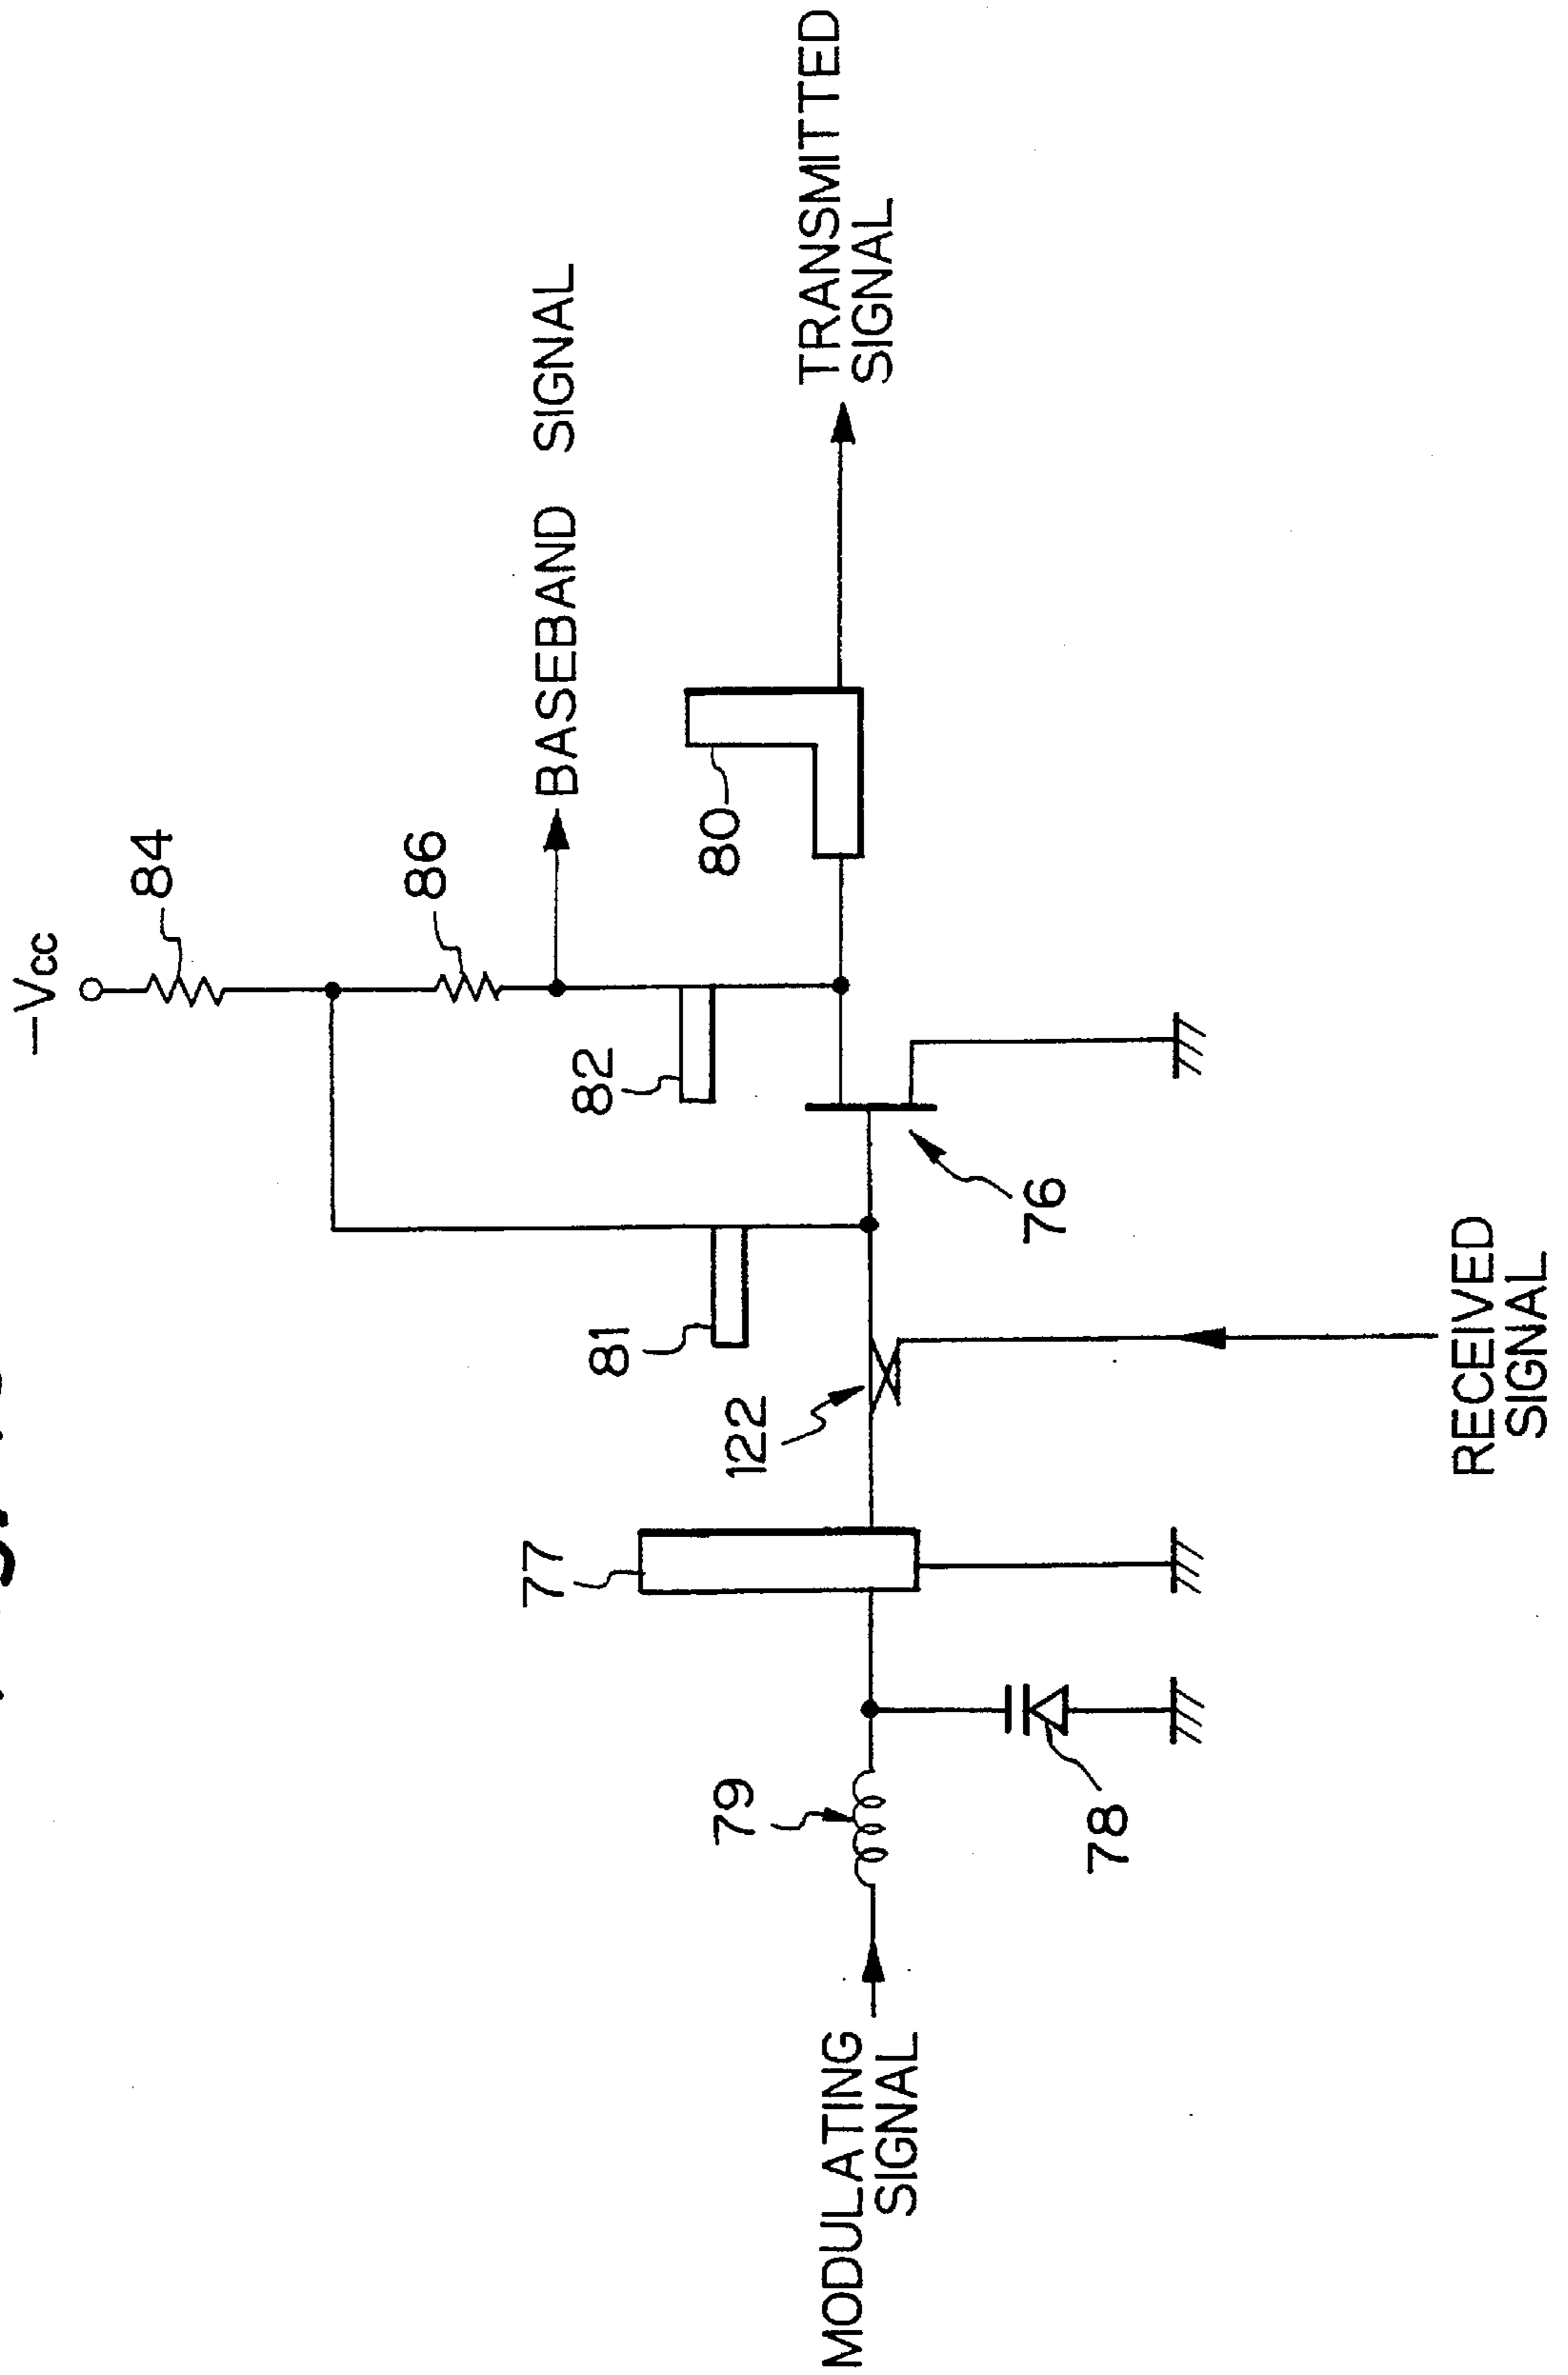 -Vcc
84
86
BASEBAND SIGNAL
82
81
80
TRANSMITTED
SIGNAL
77
122
76
79
78
MODULATING
SIGNAL
RECEIVED
SIGNAL